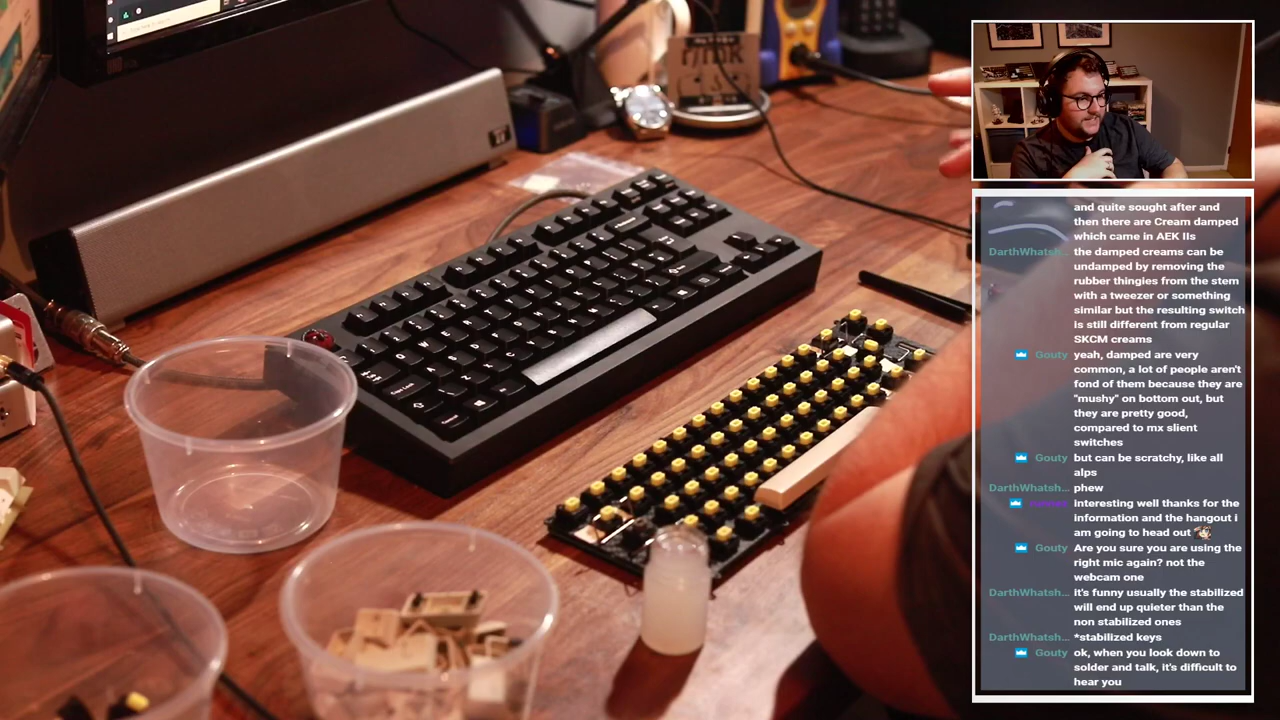 and quite sought after and
then there are Cream damped
which came in AEK IIs
DarthWhatsh... the damped creams can be
undamped by removing the
rubber thingies from the stem
with a tweezer or something
similar but the resulting switch
is still different from regular
SKCM creams
Gouty yeah, damped are very
common, a lot of people aren't
fond of them because they are
"mushy" on bottom out, but
they are pretty good,
compared to mx slient
switches
Gouty but can be scratchy, like all
alps
DarthWhatsh... phew
interesting well thanks for the
information and the hangout i
am going to head out
Gouty Are you sure you are using the
right mic again? not the
webcam one
DarthWhatsh... it's funny usually the stabilized
will end up quieter than the
non stabilized ones
DarthWhatsh... *stabilized keys
Gouty ok, when you look down to
solder and talk, it's difficult to
hear you